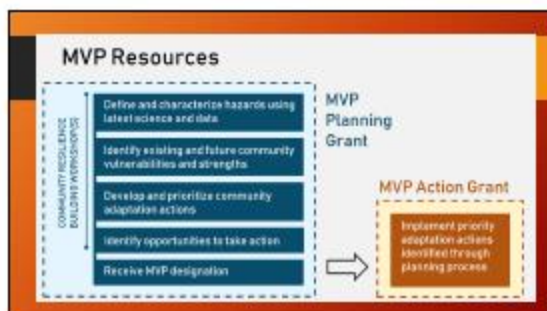 MVP Resources
COMMUNITY RESILIENCE
BUILDING WORKSHOP(S)
Define and characterize hazards using
latest science and data
Identify existing and future community
vulnerabilities and strengths
Develop and prioritize community
adaptation actions
Identify opportunities to take action
Receive MVP designation
MVP
Planning
Grant
MVP Action Grant
Implement priority
adaptation actions
identified through
planning process